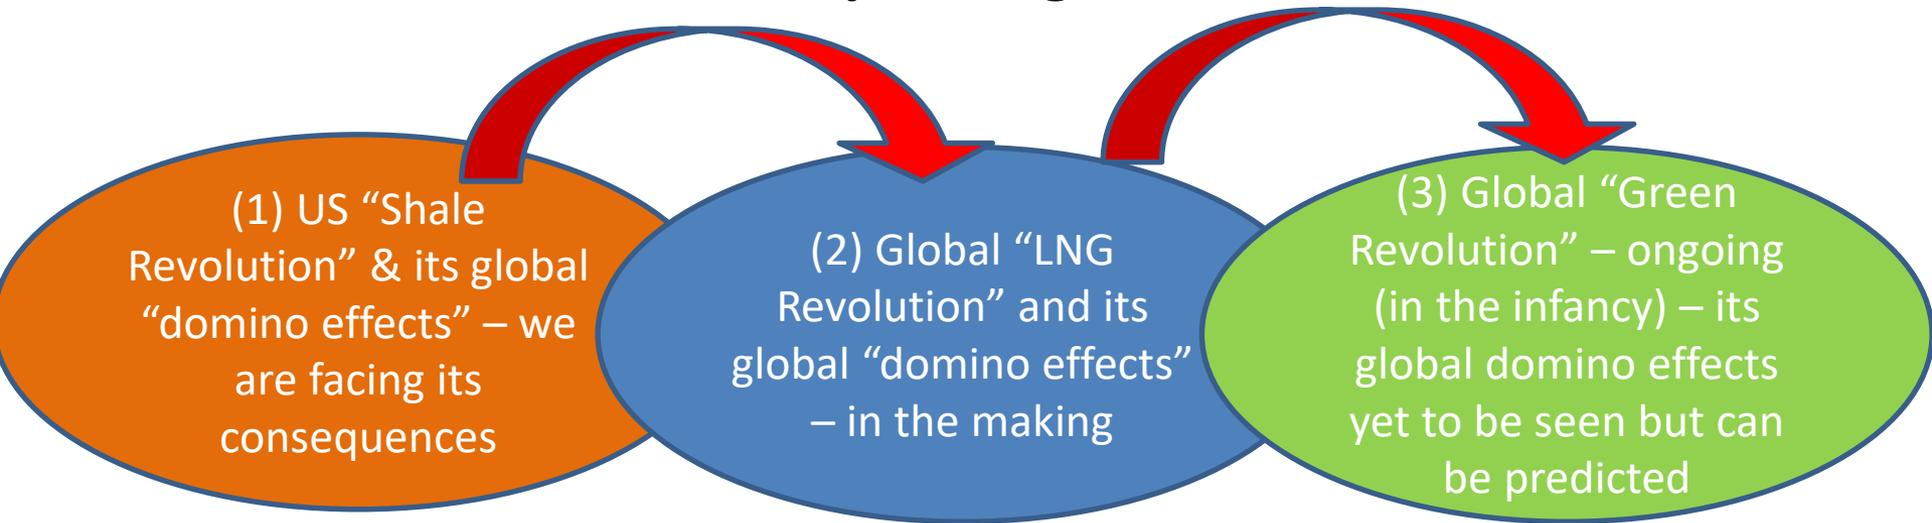 (1) US “Shale
Revolution” & its global
“domino effects” – we
are facing its
consequences
(2) Global “LNG
Revolution” and its
global “domino effects”
– in the making
(3) Global “Green
Revolution” – ongoing
(in the infancy) – its
global domino effects
yet to be seen but can
be predicted